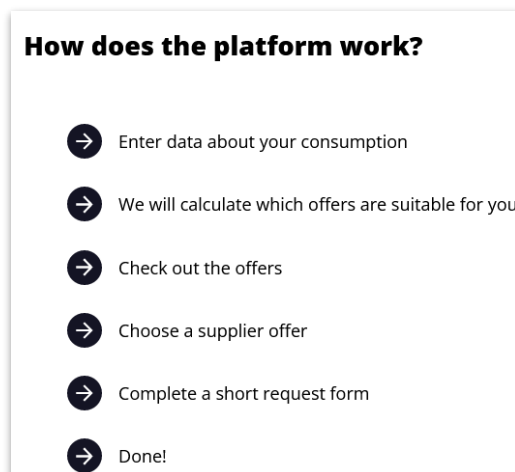 How does the platform work?
Enter data about your consumption
We will calculate which offers are suitable for you
Check out the offers
Choose a supplier offer
Complete a short request form
Done!